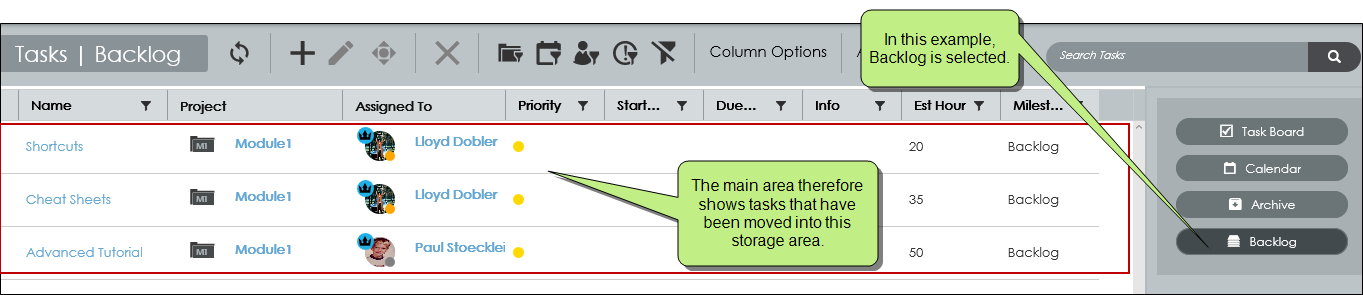 In this example,
Backlog is selected.
Tasks | Backlog
Column Options
Search Tasks
Name Project Assigned To Priority Start... Due... Info Est Hour Milest...
Shortcuts M1 Module1 Lloyd Dobler 20 Backlog
Cheat Sheets M1 Module1 Lloyd Dobler 35 Backlog
Advanced Tutorial M1 Module1 Paul Stoecklei 50 Backlog
The main area therefore
shows tasks that have
been moved into this
storage area.
Task Board
Calendar
Archive
Backlog